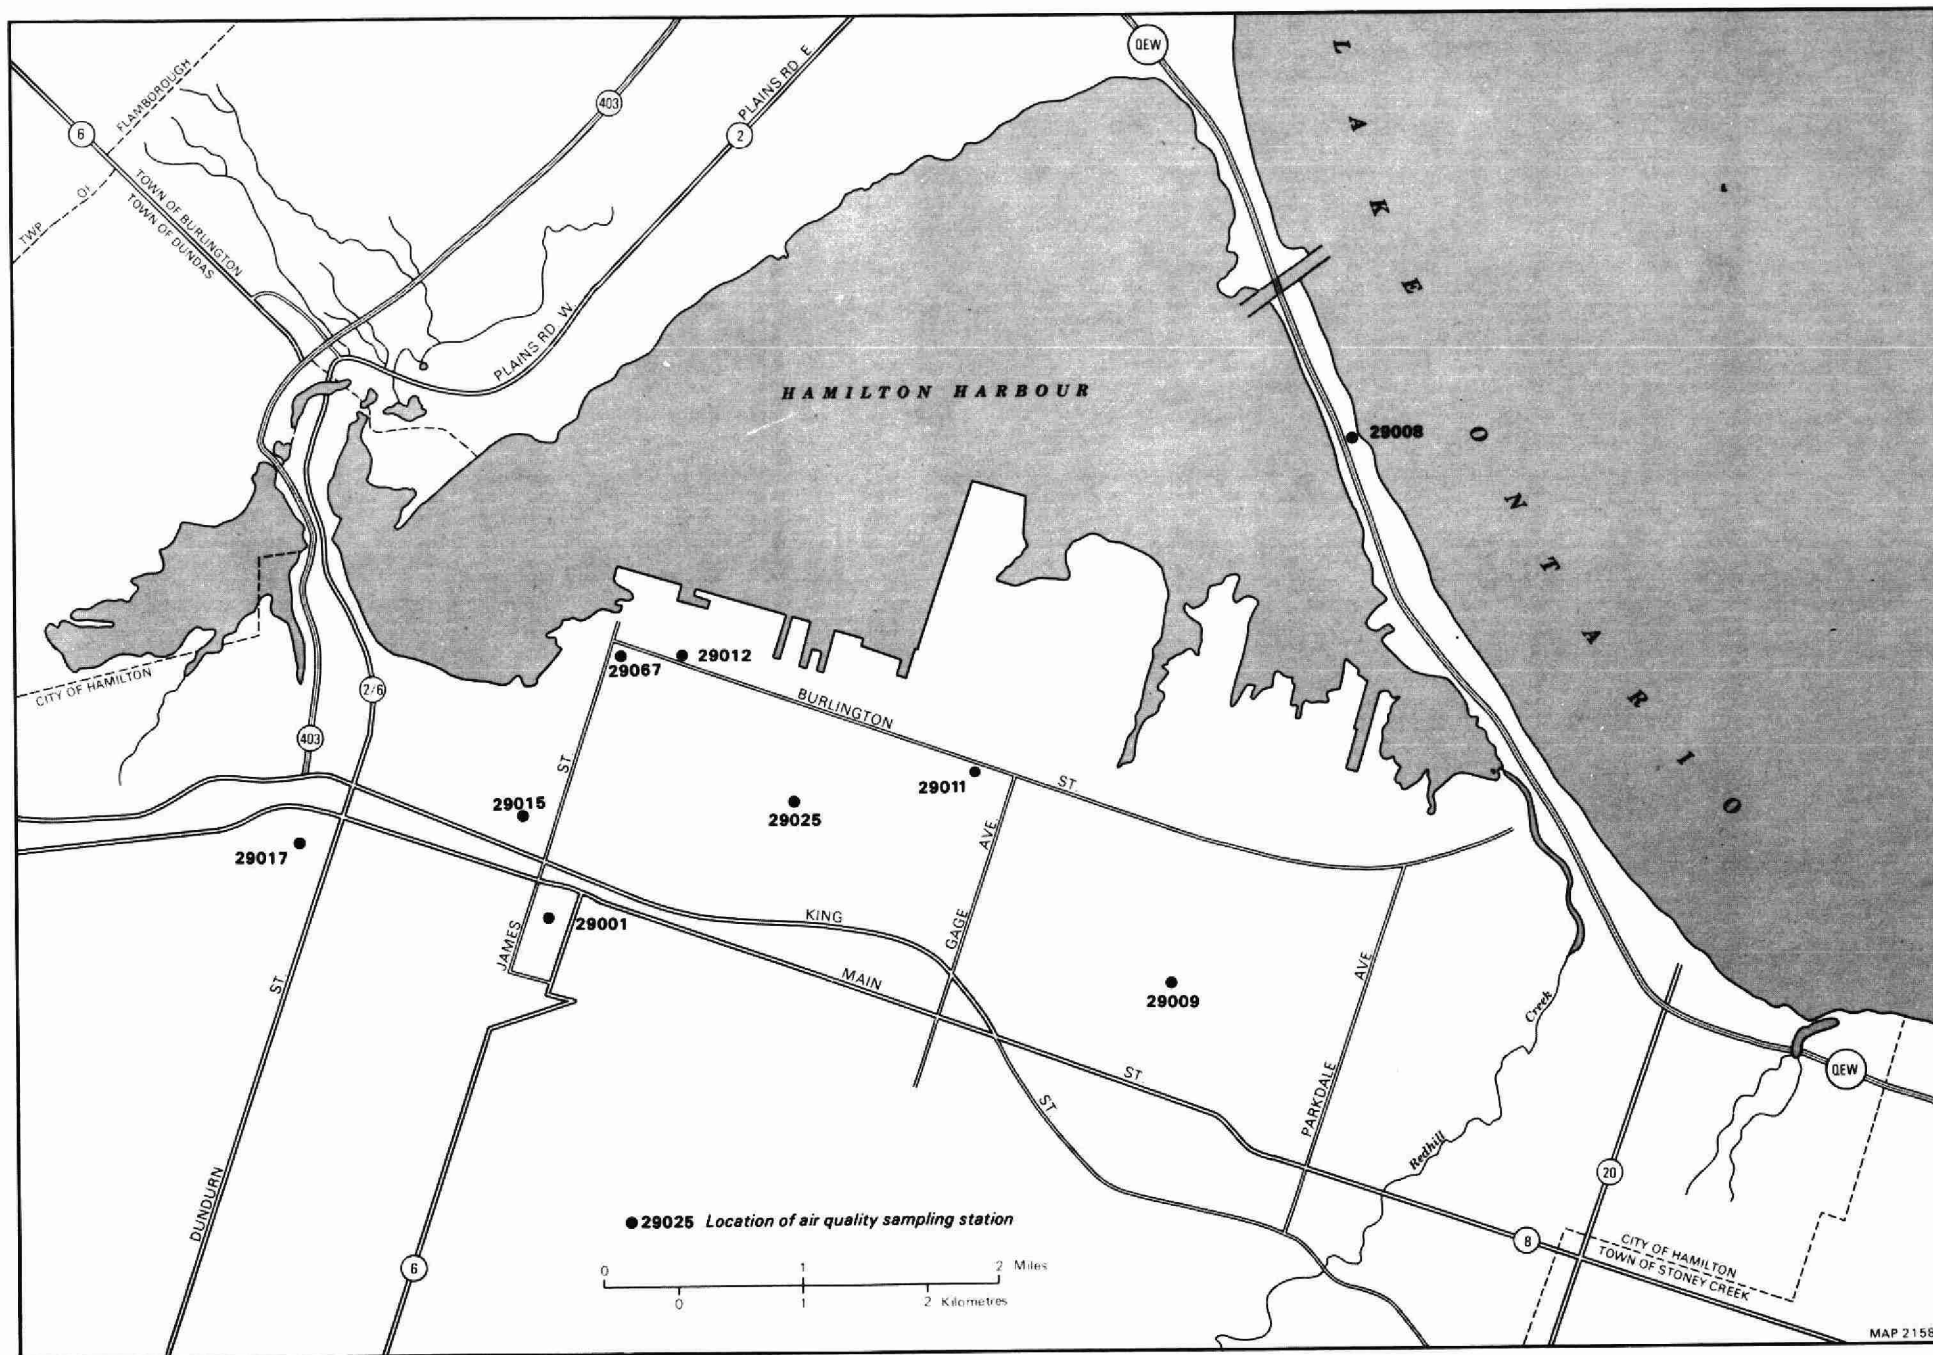 QEW
LAKE ONTARIO
6
TWP OF FLAMBOROUGH
403
PLAINS RD E
2
TOWN OF BURLINGTON
TOWN OF DUNDAS
PLAINS RD W
HAMILTON HARBOUR
29008
CITY OF HAMILTON
2/6
403
29067
29012
BURLINGTON ST.
29015
29025
29011
29017
29001
JAMES ST.
KING ST.
MAIN ST
GAGE AVE.
29009
PARKDALE AVE
Redhill Creek
DUNDURN ST.
QEW
20
6
8
CITY OF HAMILTON
TOWN OF STONEY CREEK
29025 Location of air quality sampling station
0 1 2 Miles
0 1 2 Kilometres
MAP 2158